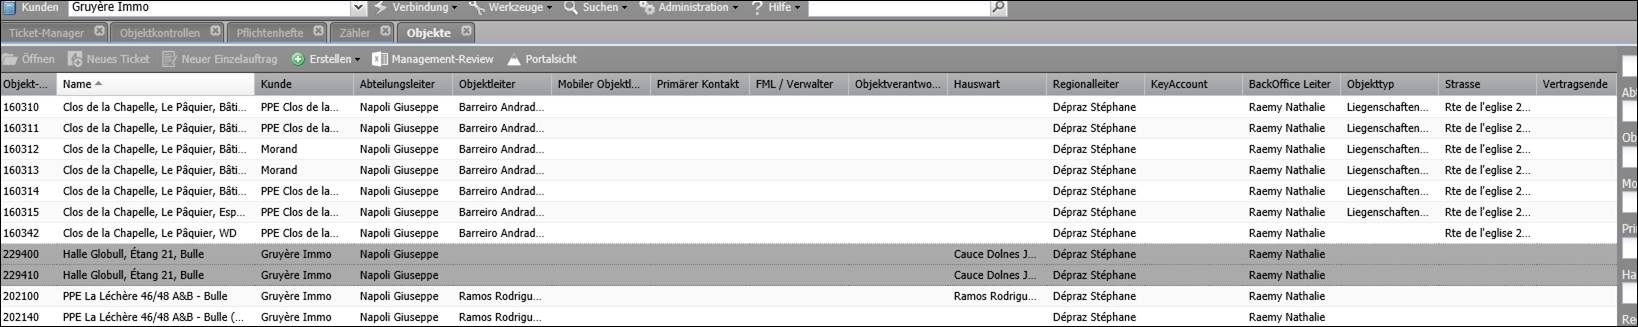 Kunden Gruyère Immo Verbindung Werkzeuge Suchen Administration Hilfe
Ticket-Manager Objektkontrollen Pflichtenhefte Zähler Objekte
Öffnen Neues Ticket Neuer Einzelauftrag Erstellen Management-Review Portalsicht
Objekt-... Name Kunde Abteilungsleiter Objektleiter Mobiler Objektl... Primärer Kontakt FML / Verwalter Objektverantwo... Hauswart Regionalleiter KeyAccount BackOffice Leiter Objekttyp Strasse Vertragsende
160310 Clos de la Chapelle, Le Pâquier, Bâti... PPE Clos de la... Napoli Giuseppe Barreiro Andrad... Dépraz Stéphane Raemy Nathalie Liegenschaften... Rte de l'eglise 2...
160311 Clos de la Chapelle, Le Pâquier, Bâti... PPE Clos de la... Napoli Giuseppe Barreiro Andrad... Dépraz Stéphane Raemy Nathalie Liegenschaften... Rte de l'eglise 2...
160312 Clos de la Chapelle, Le Pâquier, Bâti... Morand Napoli Giuseppe Barreiro Andrad... Dépraz Stéphane Raemy Nathalie Liegenschaften... Rte de l'eglise 2...
160313 Clos de la Chapelle, Le Pâquier, Bâti... Morand Napoli Giuseppe Barreiro Andrad... Dépraz Stéphane Raemy Nathalie Liegenschaften... Rte de l'eglise 2...
160314 Clos de la Chapelle, Le Pâquier, Bâti... PPE Clos de la... Napoli Giuseppe Barreiro Andrad... Dépraz Stéphane Raemy Nathalie Liegenschaften... Rte de l'eglise 2...
160315 Clos de la Chapelle, Le Pâquier, Esp... PPE Clos de la... Napoli Giuseppe Barreiro Andrad... Dépraz Stéphane Raemy Nathalie Liegenschaften... Rte de l'eglise 2...
160342 Clos de la Chapelle, Le Pâquier, WD PPE Clos de la... Napoli Giuseppe Barreiro Andrad... Dépraz Stéphane Raemy Nathalie Rte de l'eglise 2...
229400 Halle Globull, Étang 21, Bulle Gruyère Immo Napoli Giuseppe Cauce Dolnes J... Dépraz Stéphane Raemy Nathalie
229410 Halle Globull, Étang 21, Bulle Gruyère Immo Napoli Giuseppe Cauce Dolnes J... Dépraz Stéphane Raemy Nathalie
202100 PPE La Léchère 46/48 A&B - Bulle Gruyère Immo Napoli Giuseppe Ramos Rodrigu... Ramos Rodrigu... Dépraz Stéphane Raemy Nathalie
202140 PPE La Léchère 46/48 A&B - Bulle (... Gruyère Immo Napoli Giuseppe Ramos Rodrigu... Dépraz Stéphane Raemy Nathalie
Ab
Ob
Mo
Pri
Ha
Re